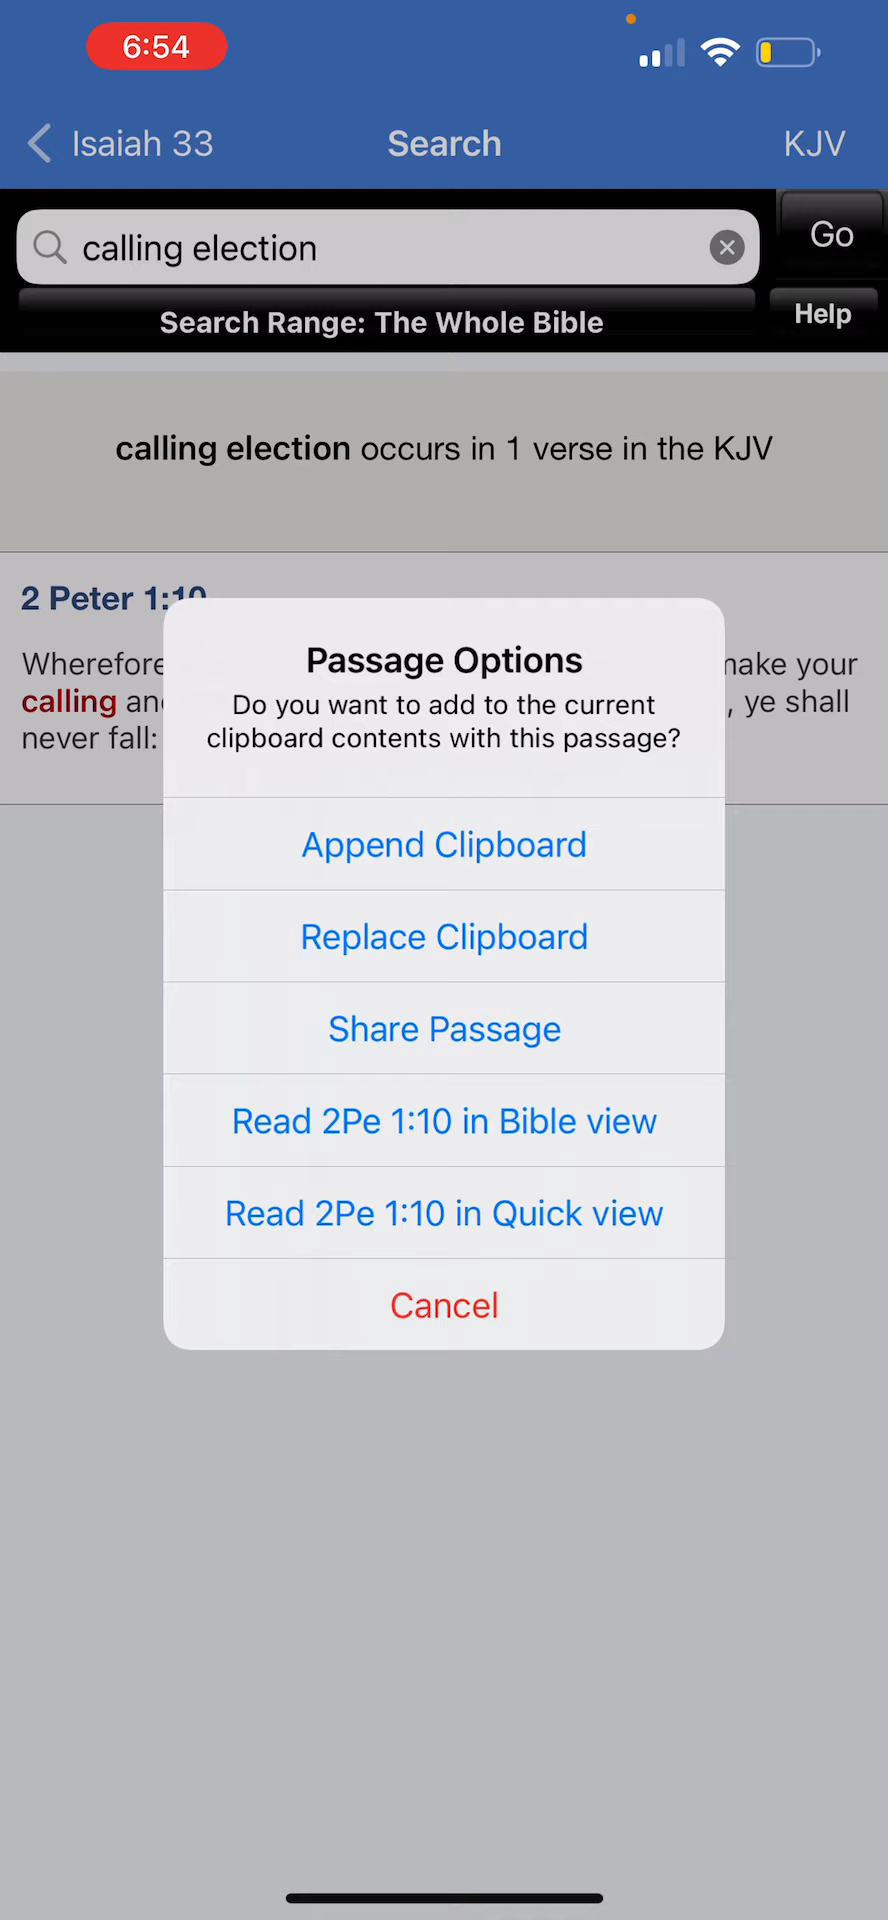 6:54
Isaiah 33
Search
KJV
calling election
Go
Search Range: The Whole Bible
Help
calling election occurs in 1 verse in the KJV
2 Peter 1:10
Wherefore make your
calling , ye shall
never fall:
Passage Options
Do you want to add to the current
clipboard contents with this passage?
Append Clipboard
Replace Clipboard
Share Passage
Read 2Pe 1:10 in Bible view
Read 2Pe 1:10 in Quick view
Cancel